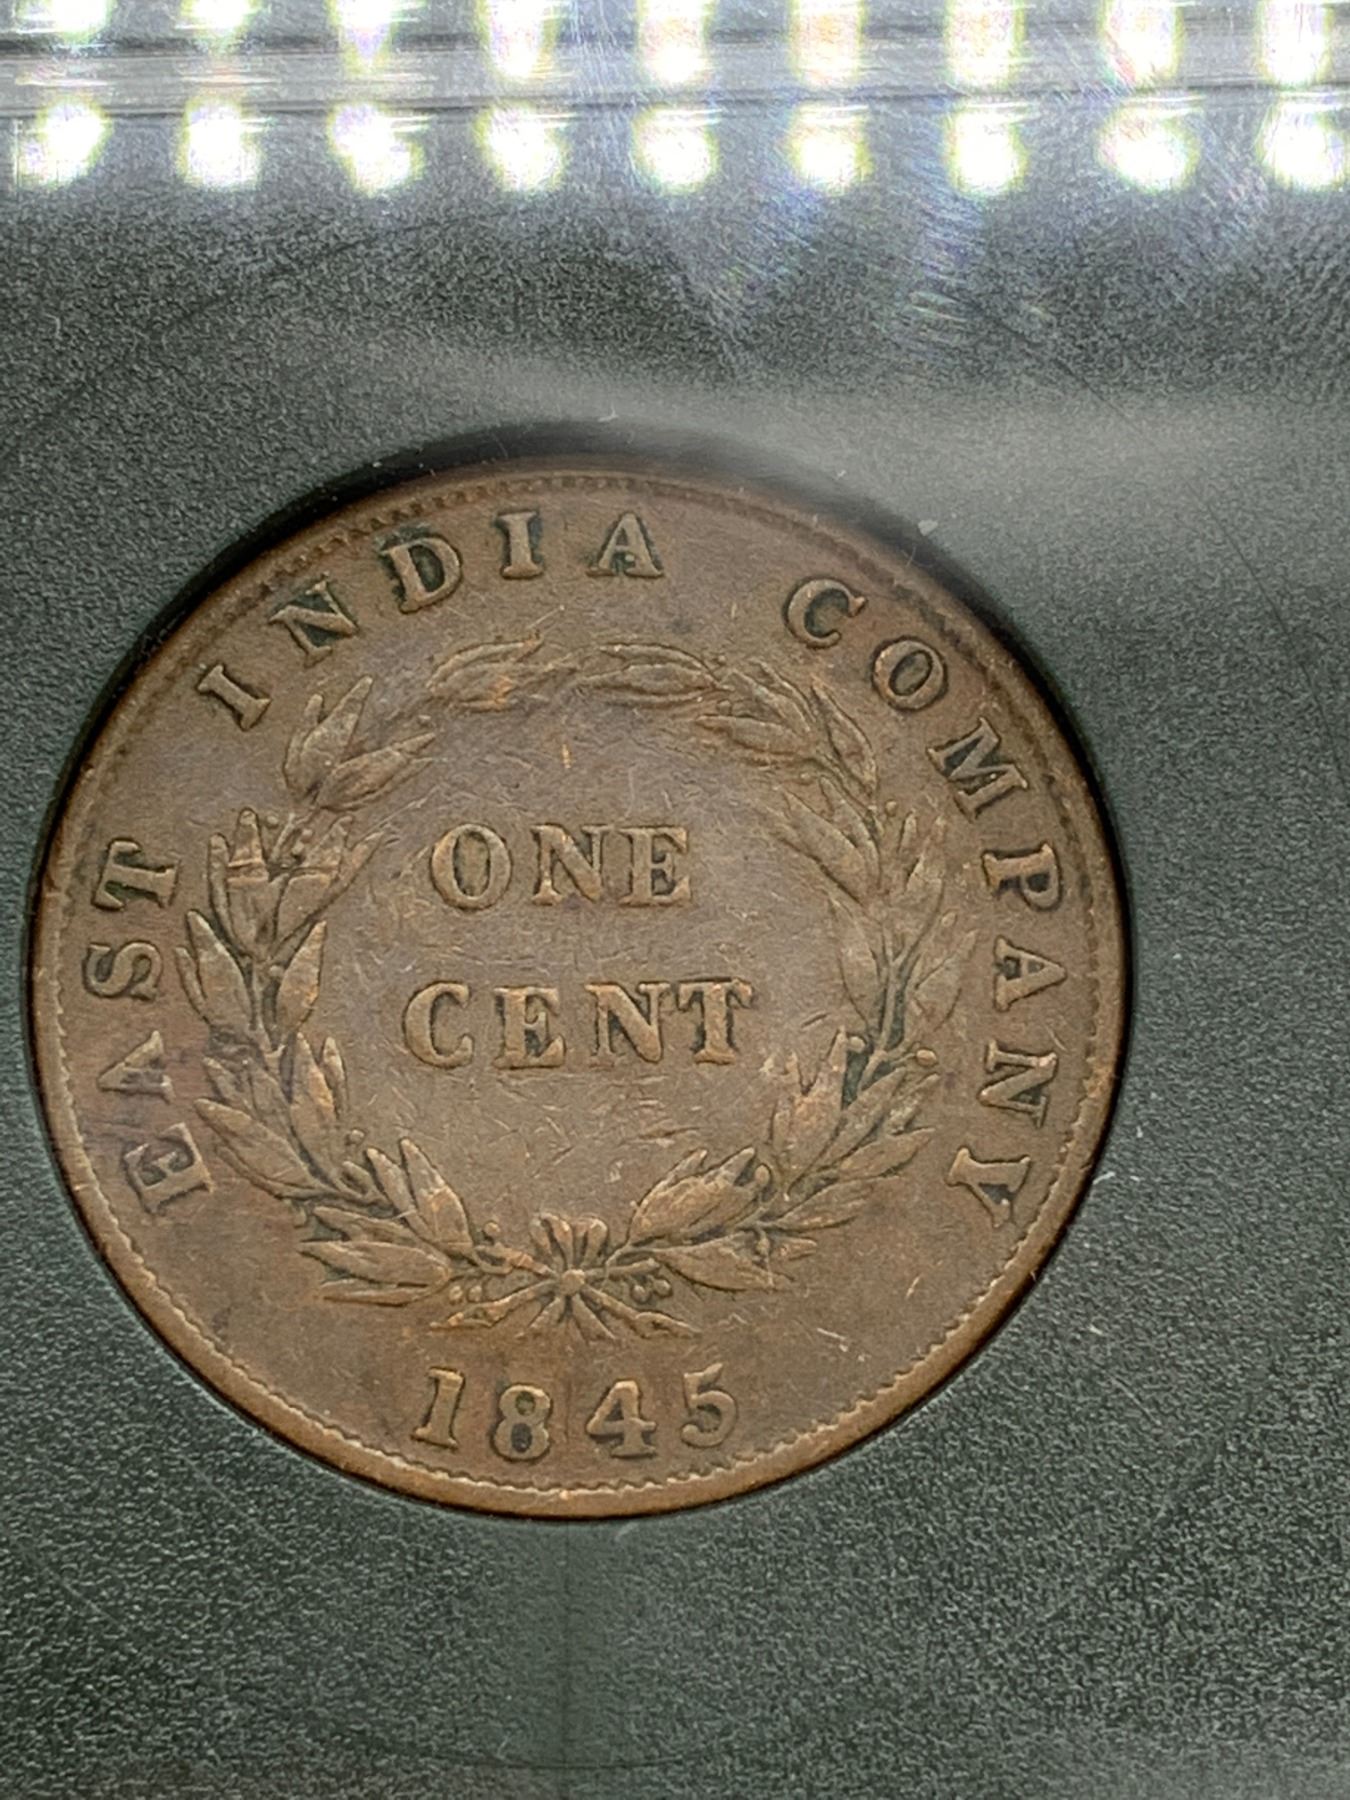 EAST INDIA COMPANY
ONE
CENT
1845